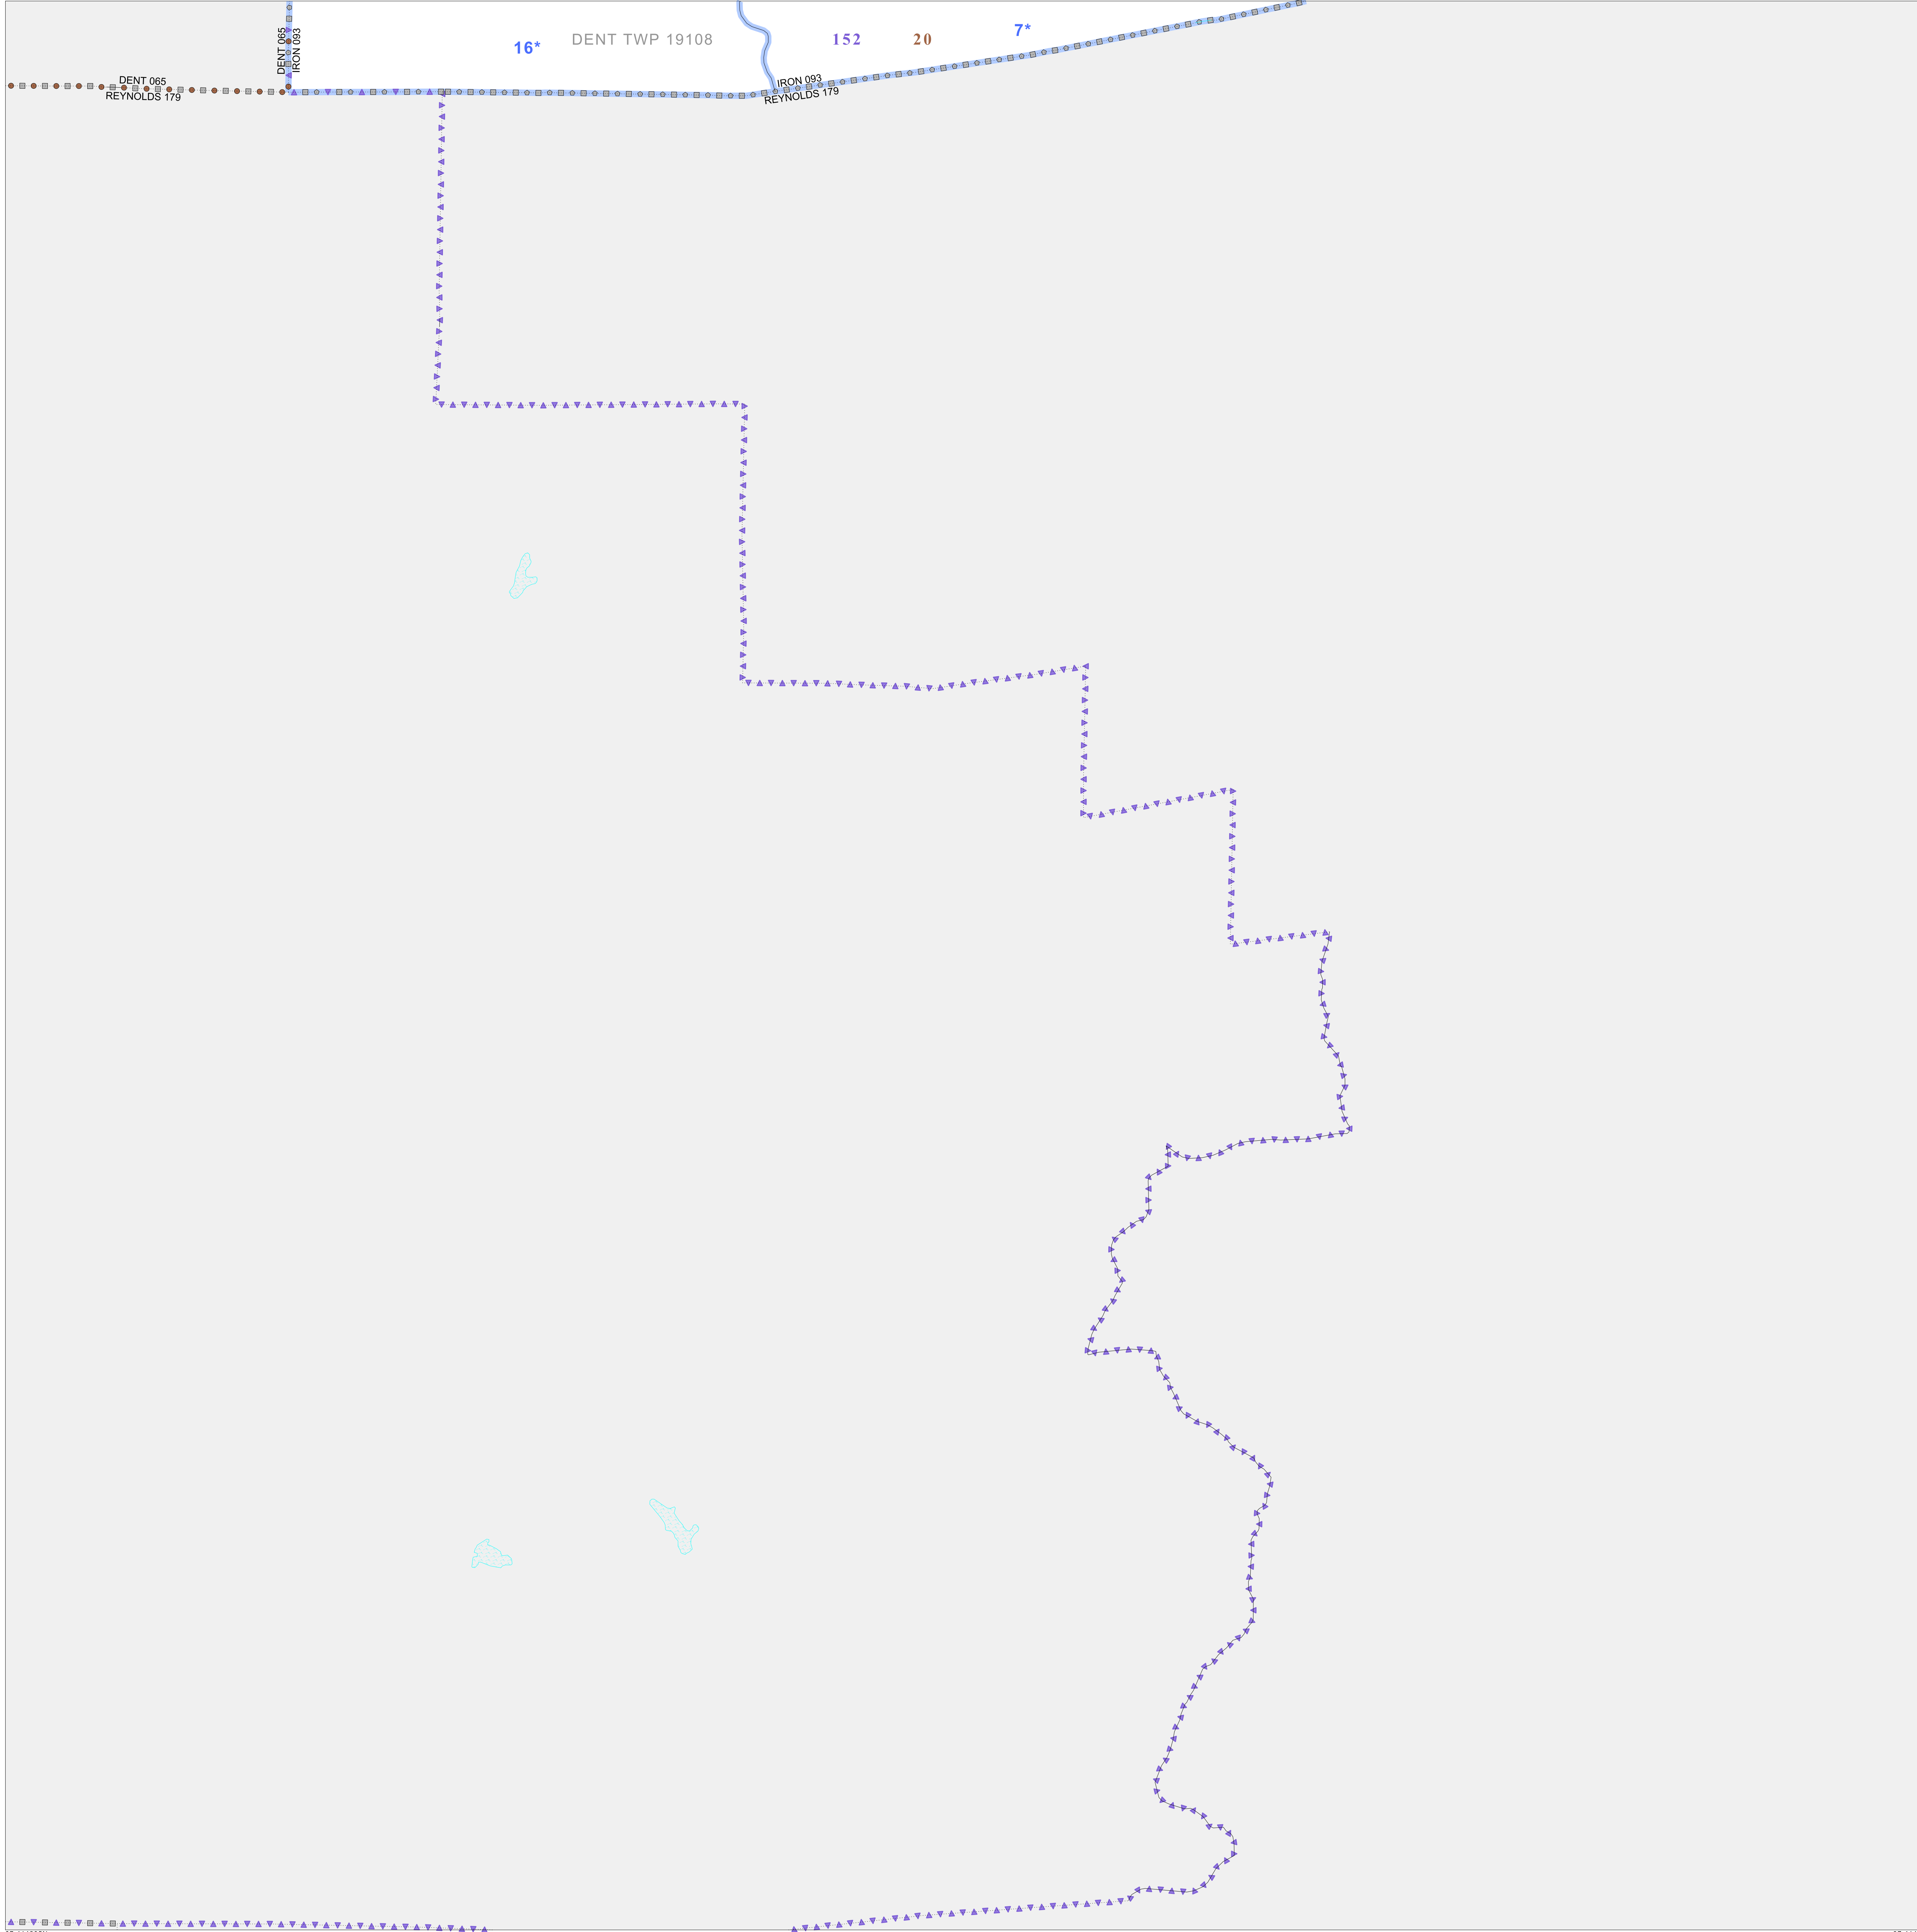 DENT 065
IRON 093
16*
DENT TWP 19108
152
20
7*
DENT 065
REYNOLDS 179
IRON 093
REYNOLDS 179